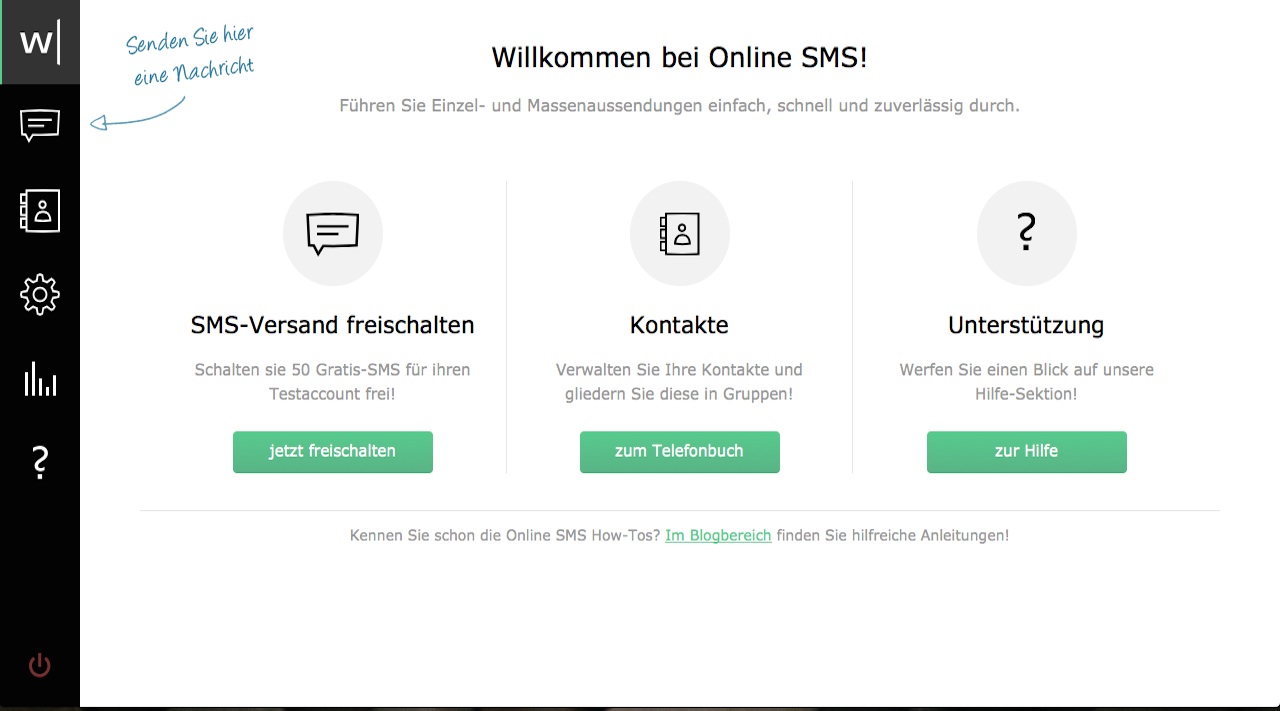 w|
Senden Sie hier
eine Nachricht
Willkommen bei Online SMS!
Führen Sie Einzel- und Massenaussendungen einfach, schnell und zuverlässig durch.
?
SMS-Versand freischalten
Schalten sie 50 Gratis-SMS für ihren
Testaccount frei!
jetzt freischalten
Kontakte
Verwalten Sie Ihre Kontakte und
gliedern Sie diese in Gruppen!
zum Telefonbuch
Unterstützung
Werfen Sie einen Blick auf unsere
Hilfe-Sektion!
zur Hilfe
?
Kennen Sie schon die Online SMS How-Tos? Im Blogbereich finden Sie hilfreiche Anleitungen!